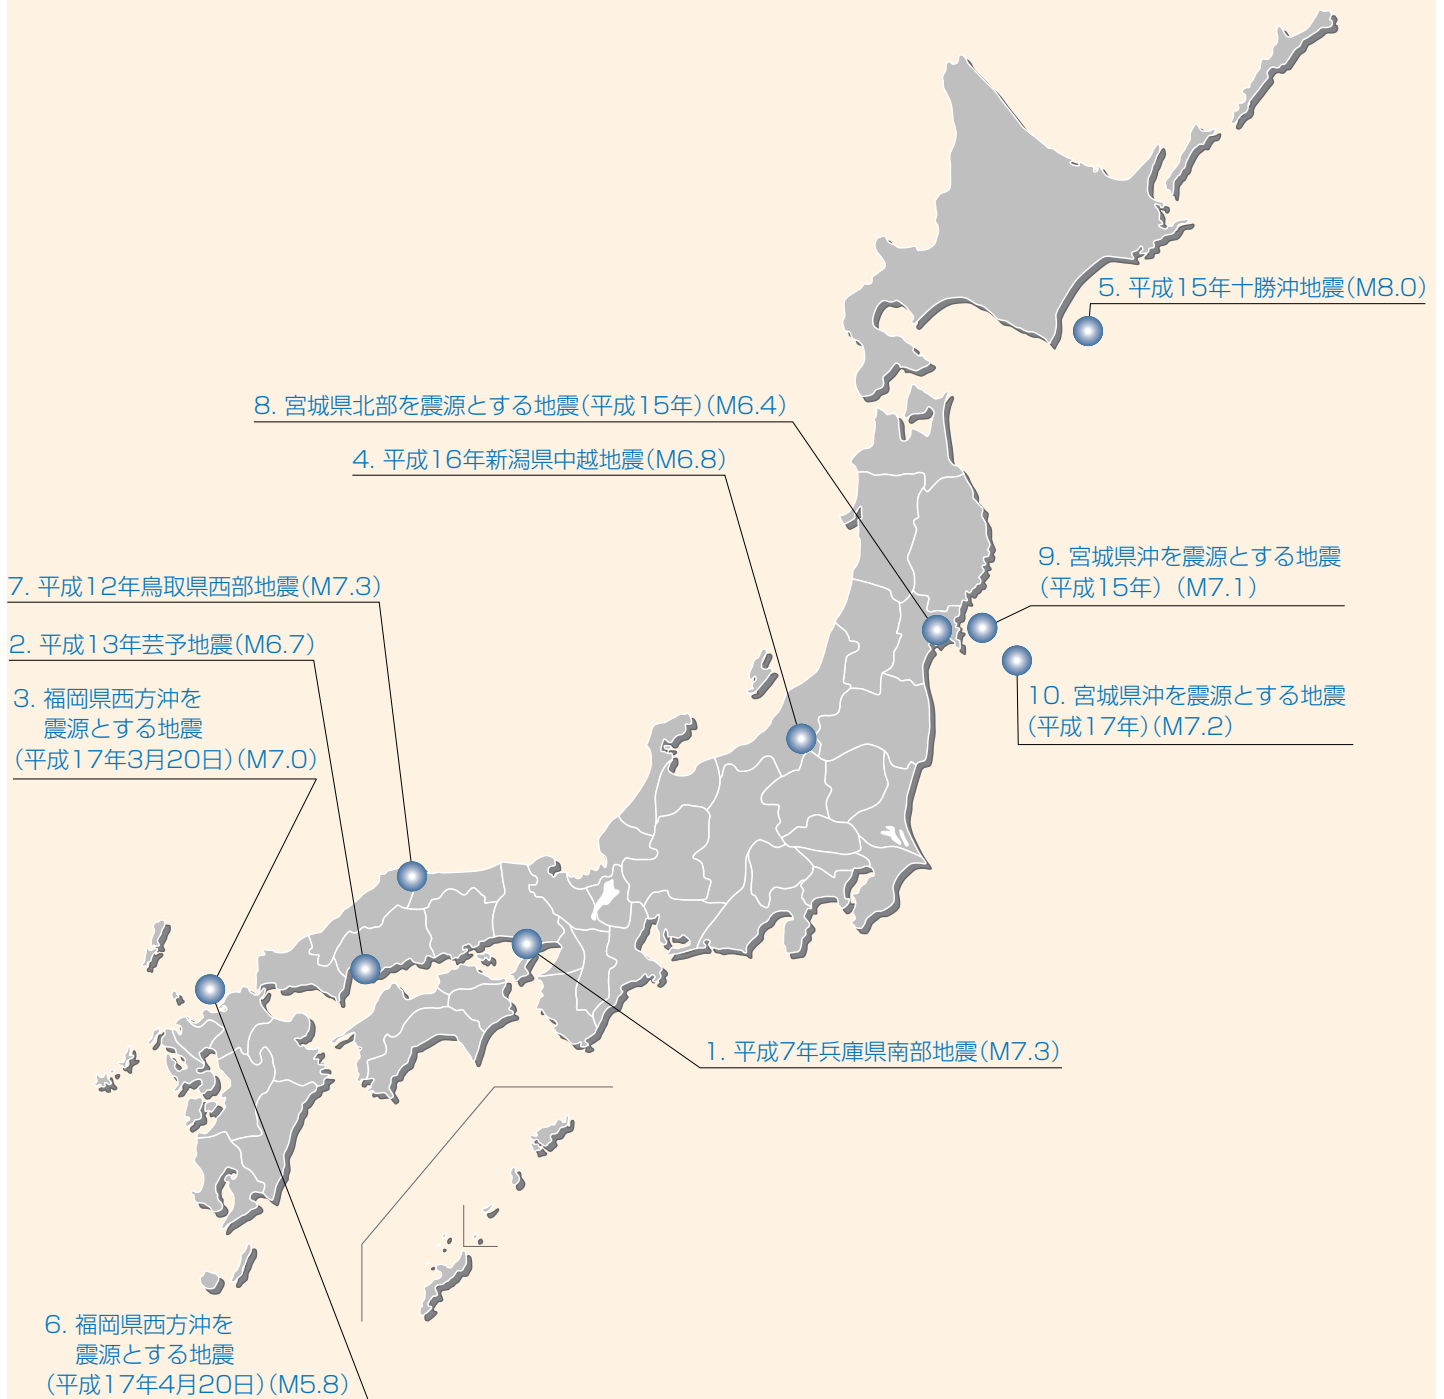 5. 平成15年十勝沖地震(M8.0)
8. 宮城県北部を震源とする地震(平成15年)(M6.4)
4. 平成16年新潟県中越地震(M6.8)
9. 宮城県沖を震源とする地震
(平成15年) (M7.1)
7. 平成12年鳥取県西部地震(M7.3)
2. 平成13年芸予地震(M6.7)
3. 福岡県西方沖を
震源とする地震
(平成17年3月20日)(M7.0)
10. 宮城県沖を震源とする地震
(平成17年)(M7.2)
1. 平成7年兵庫県南部地震(M7.3)
6. 福岡県西方沖を
震源とする地震
(平成17年4月20日)(M5.8)